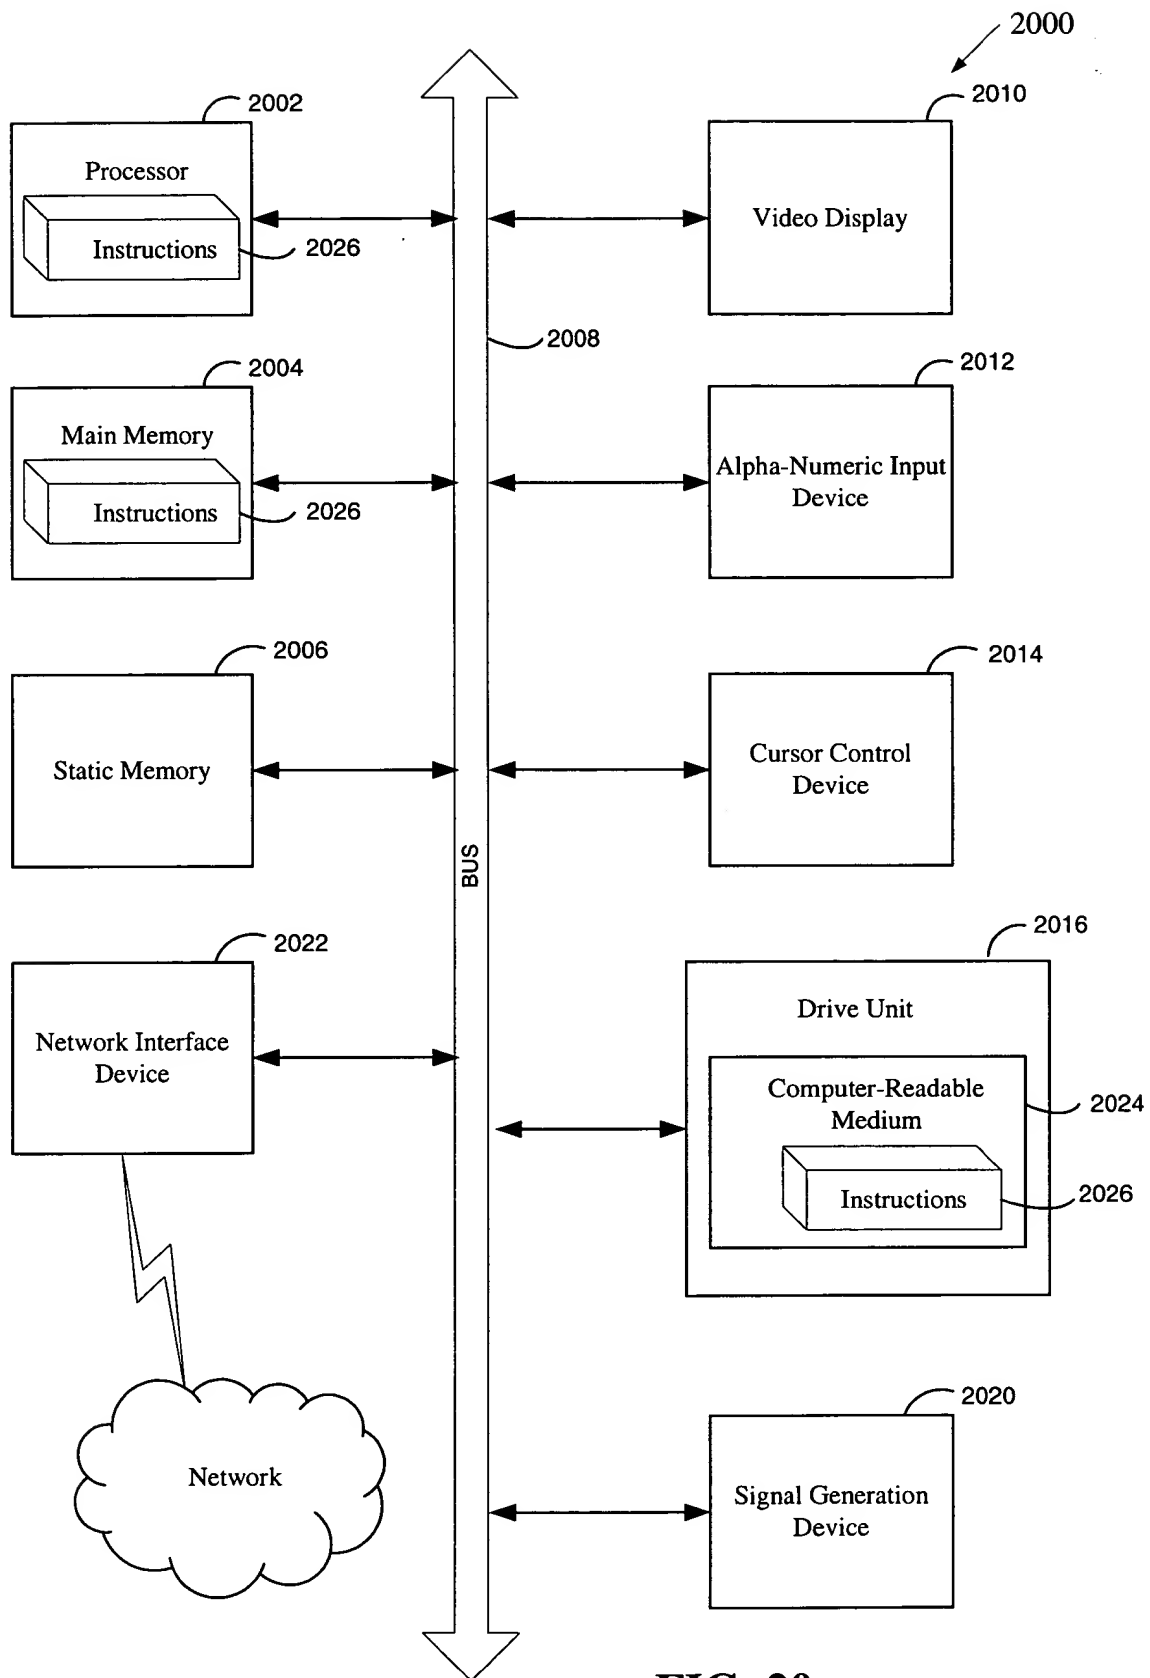 2000
2002
Processor
Instructions
2026
2010
Video Display
2008
2004
Main Memory
Instructions
2026
2012
Alpha-Numeric Input
Device
2006
Static Memory
2014
Cursor Control
Device
BUS
2022
Network Interface
Device
2016
Drive Unit
Computer-Readable
Medium
2024
Instructions
2026
Network
2020
Signal Generation
Device